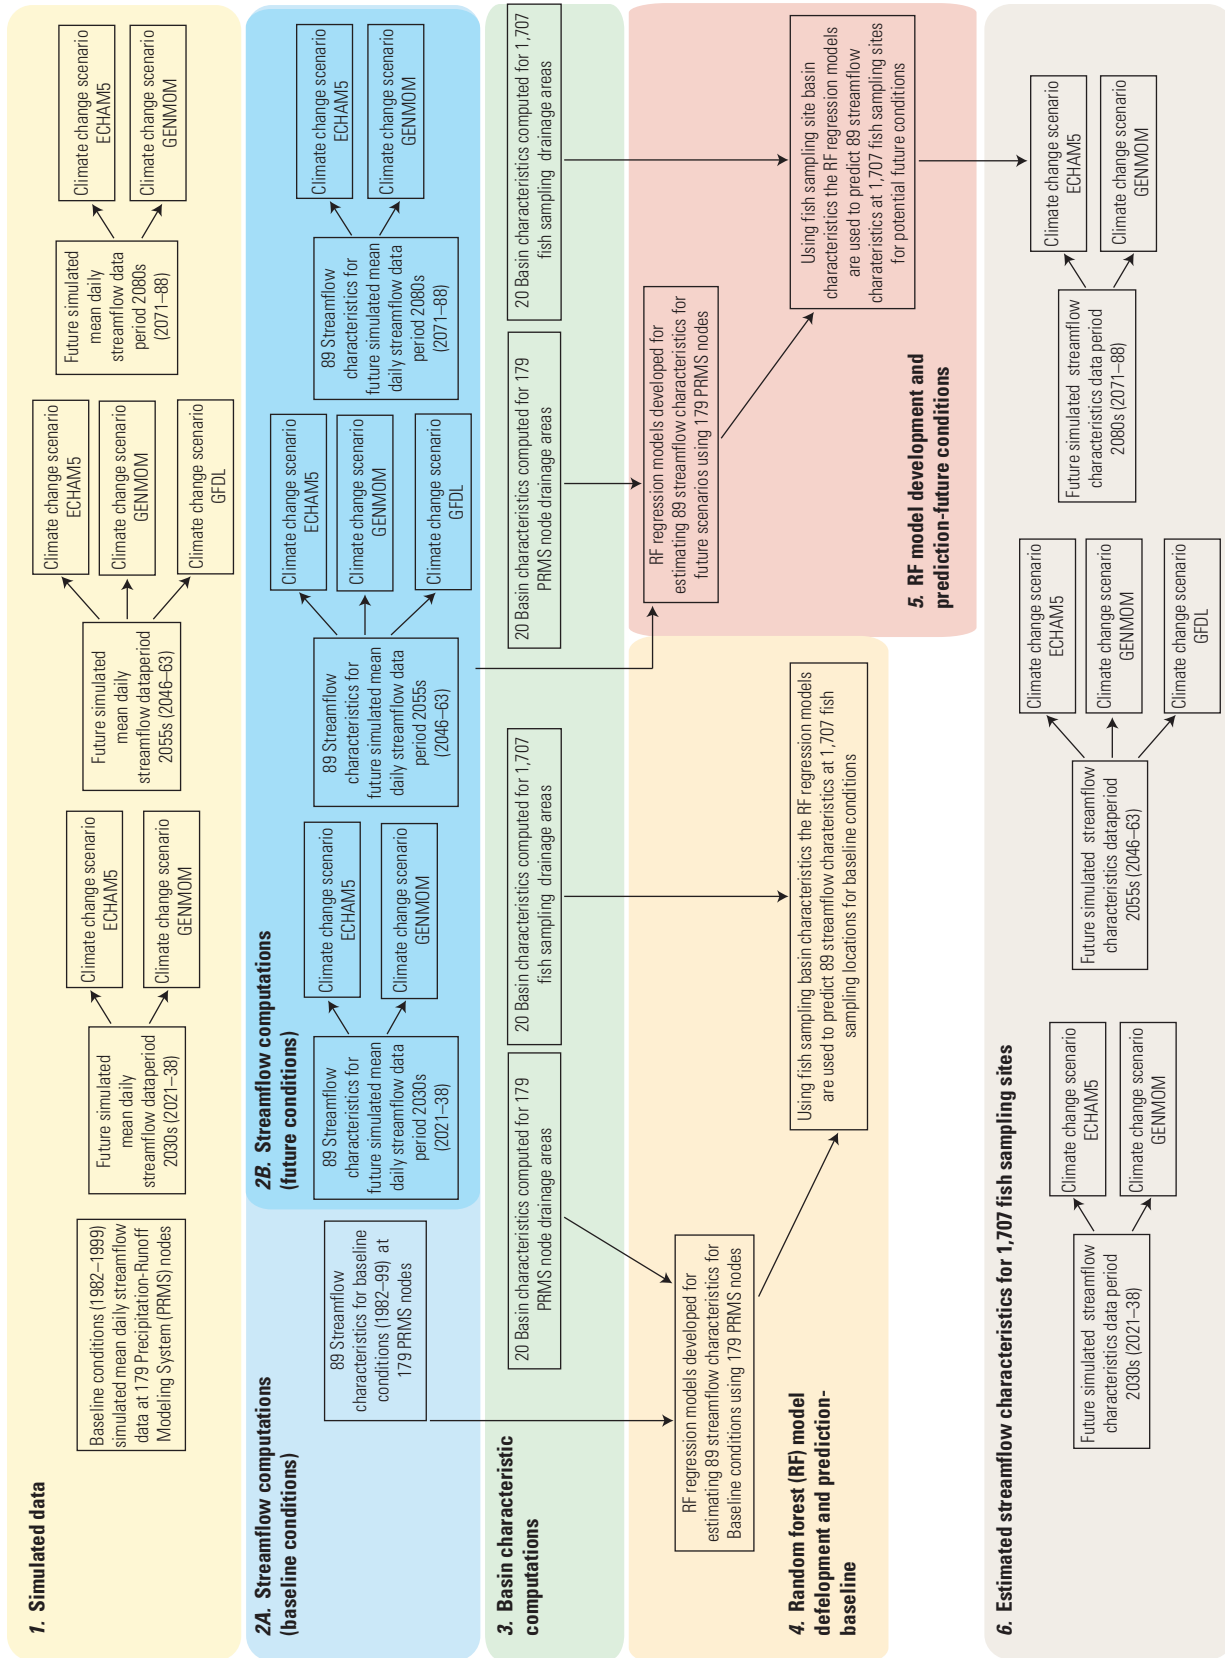 1. Simulated data
Baseline conditions (1982–1999)
simulated mean daily streamflow
data at 179 Precipitation-Runoff
Modeling System (PRMS) nodes
Future simulated
mean daily
streamflow dataperiod
2030s (2021–38)
Climate change scenario
ECHAM5
Climate change scenario
GENMOM
Future simulated
mean daily
streamflow dataperiod
2055s (2046–63)
Climate change scenario
ECHAM5
Climate change scenario
GENMOM
Climate change scenario
GFDL
Future simulated
mean daily
streamflow data
period 2080s
(2071–88)
Climate change scenario
ECHAM5
Climate change scenario
GENMOM
2A. Streamflow computations
(baseline conditions)
89 Streamflow
characteristics for baseline
conditions (1982–99) at
179 PRMS nodes
2B. Streamflow computations
(future conditions)
89 Streamflow
characteristics for
future simulated mean
daily streamflow data
period 2030s
(2021–38)
Climate change scenario
ECHAM5
Climate change scenario
GENMOM
89 Streamflow
characteristics for
future simulated mean
daily streamflow data
period 2055s
(2046–63)
Climate change scenario
ECHAM5
Climate change scenario
GENMOM
Climate change scenario
GFDL
89 Streamflow
characteristics for
future simulated mean
daily streamflow data
period 2080s
(2071–88)
Climate change scenario
ECHAM5
Climate change scenario
GENMOM
3. Basin characteristic
computations
20 Basin characteristics computed for 179
PRMS node drainage areas
20 Basin characteristics computed for 1,707
fish sampling drainage areas
20 Basin characteristics computed for 179
PRMS node drainage areas
20 Basin characteristics computed for 1,707
fish sampling drainage areas
4. Random forest (RF) model
defelopment and prediction-
baseline
RF regression models developed for
estimating 89 streamflow characteristics for
Baseline conditions using 179 PRMS nodes
Using fish sampling basin characteristics the RF regression models
are used to predict 89 streamflow charateristics at 1,707 fish
sampling locations for baseline conditions
5. RF model development and
prediction-future conditions
RF regression models developed for
estimating 89 streamflow characteristics for
future scenarios using 179 PRMS nodes
Using fish sampling site basin
characteristics the RF regression models
are used to predict 89 streamflow
charateristics at 1,707 fish sampling sites
for potential future conditions
6. Estimated streamflow characteristics for 1,707 fish sampling sites
Future simulated streamflow
characteristics data period
2030s (2021–38)
Climate change scenario
ECHAM5
Climate change scenario
GENMOM
Future simulated streamflow
characteristics dataperiod
2055s (2046–63)
Climate change scenario
ECHAM5
Climate change scenario
GENMOM
Climate change scenario
GFDL
Future simulated streamflow
characteristics data period
2080s (2071–88)
Climate change scenario
ECHAM5
Climate change scenario
GENMOM